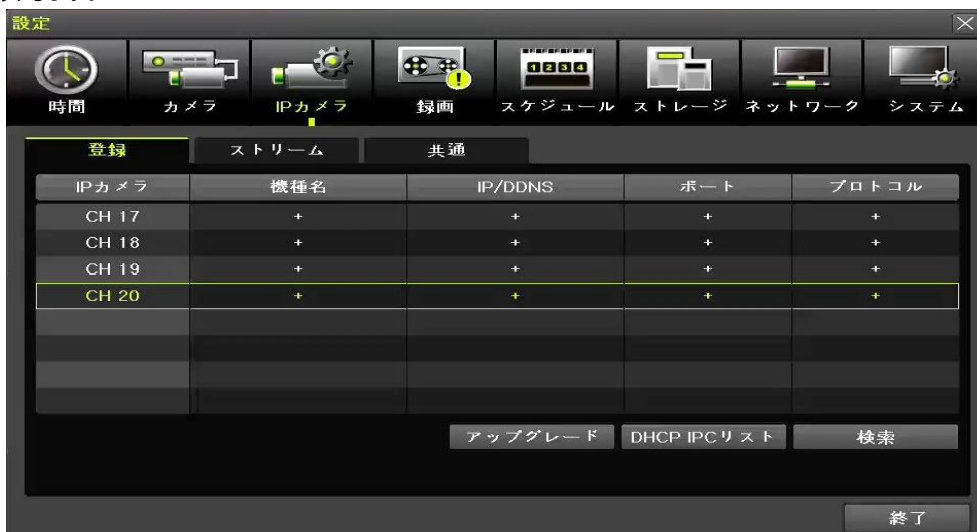 設定
時間 カメラ IPカメラ 録画 1 2 3 4 スケジュール ストレージ ネットワーク システム
登録 ストリーム 共通
IPカメラ 機種名 IP/DDNS ポート プロトコル
CH 17 + + + +
CH 18 + + + +
CH 19 + + + +
CH 20 + + + +
アップグレード DHCP IPCリスト 検索
終了